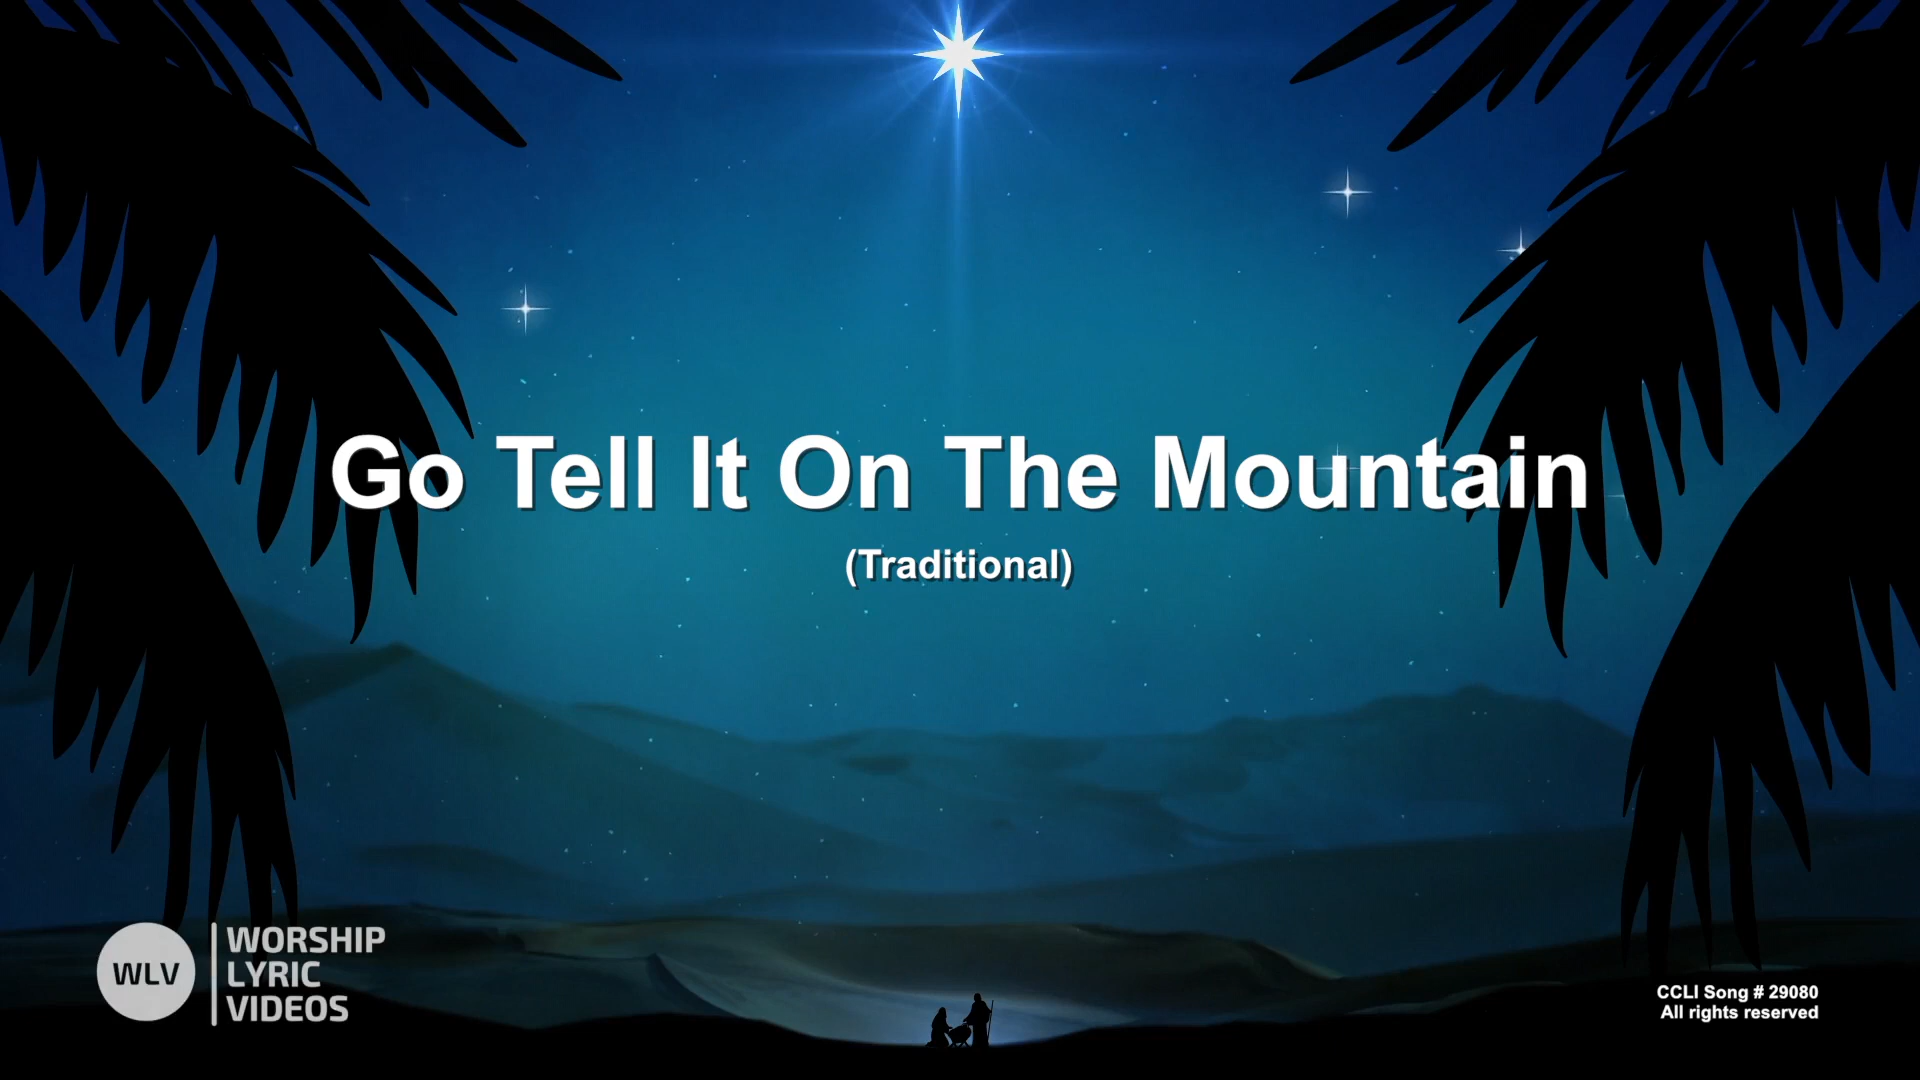 Go Tell It On The Mountain
(Traditional)
WLV
WORSHIP
LYRIC
VIDEOS
CCLI Song # 29080
All rights reserved